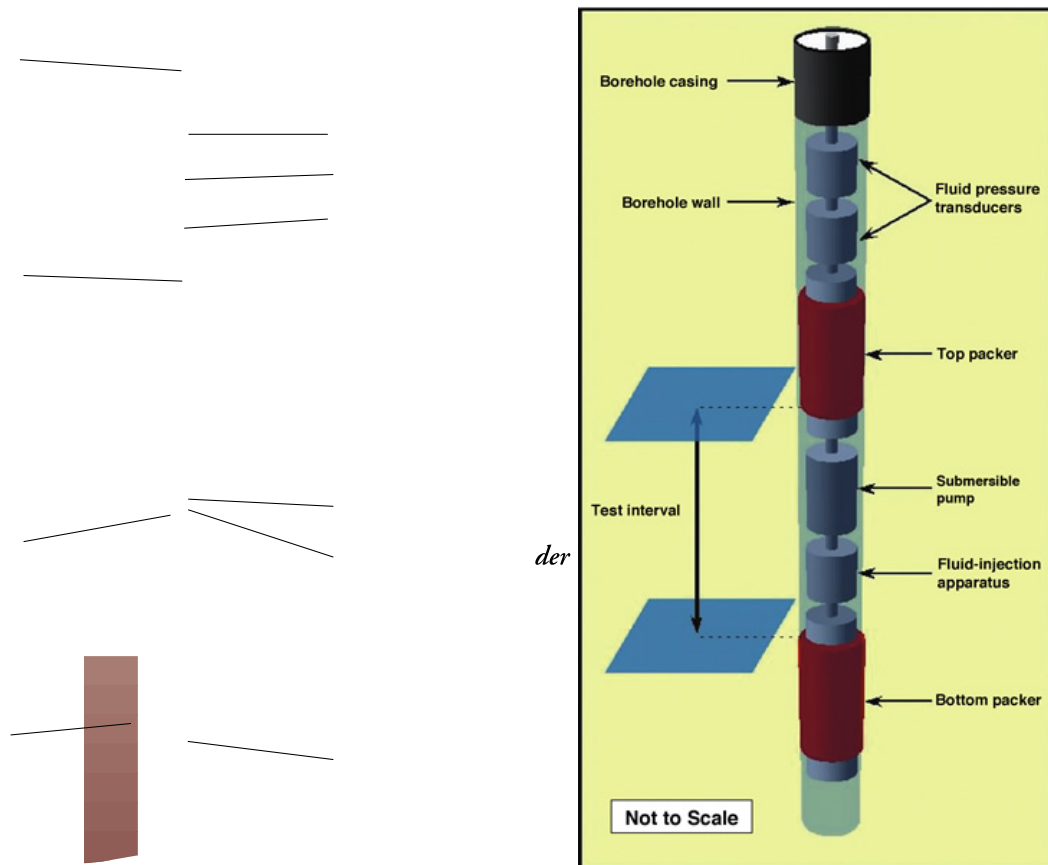 der
Borehole casing
Borehole wall
Fluid pressure
transducers
Top packer
Test interval
Submersible
pump
Fluid-injection
apparatus
Bottom packer
Not to Scale